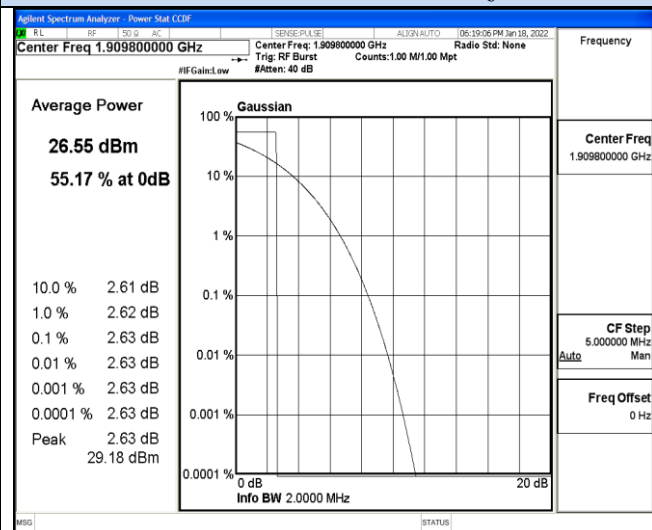 Agilent Spectrum Analyzer - Power Stat CCDF
RL RF 50 Ω AC SENSE:PULSE ALIGN AUTO 06:19:06 PM Jan 18, 2022
Center Freq 1.909800000 GHz
Center Freq: 1.909800000 GHz Radio Std: None
Trig: RF Burst Counts:1.00 M/1.00 Mpt
#IFGain:Low #Atten: 40 dB
Frequency
Average Power
26.55 dBm
55.17 % at 0dB
10.0 % 2.61 dB
1.0 % 2.62 dB
0.1 % 2.63 dB
0.01 % 2.63 dB
0.001 % 2.63 dB
0.0001 % 2.63 dB
Peak 2.63 dB
29.18 dBm
Gaussian
100 %
10 %
1 %
0.1 %
0.01 %
0.001 %
0.0001 %
0 dB 20 dB
Info BW 2.0000 MHz
Center Freq
1.909800000 GHz
CF Step
5.000000 MHz
Auto Man
Freq Offset
0 Hz
MSG STATUS